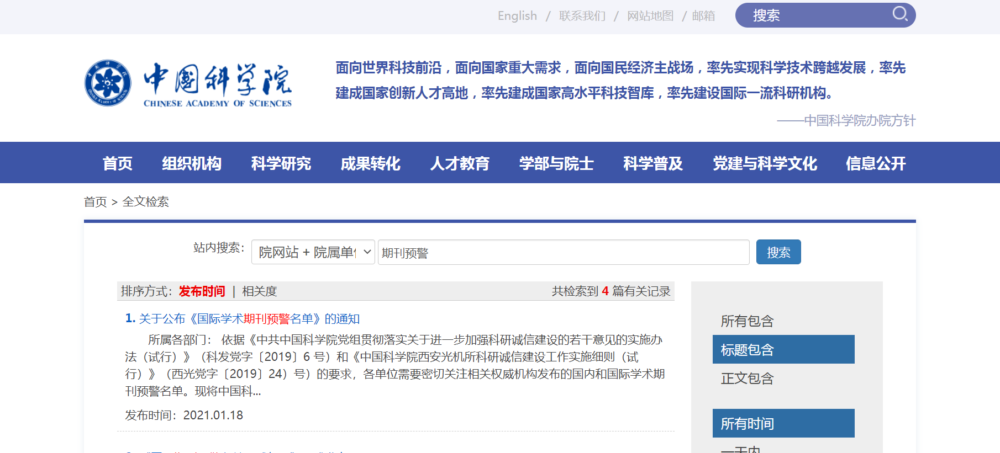 English / 联系我们 / 网站地图 / 邮箱
搜索
中国科学院
CHINESE ACADEMY OF SCIENCES
面向世界科技前沿，面向国家重大需求，面向国民经济主战场，率先实现科学技术跨越发展，率先
建成国家创新人才高地，率先建成国家高水平科技智库，率先建设国际一流科研机构。
——中国科学院办院方针
首页 组织机构 科学研究 成果转化 人才教育 学部与院士 科学普及 党建与科学文化 信息公开
首页 > 全文检索
站内搜索： 院网站 + 院属单 期刊预警 搜索
排序方式： 发布时间 | 相关度 共检索到 4 篇有关记录
1. 关于公布《国际学术期刊预警名单》的通知
所属各部门： 依据《中共中国科学院党组贯彻落实关于进一步加强科研诚信建设的若干意见的实施办
法（试行）》（科发党字〔2019〕6 号）和《中国科学院西安光机所科研诚信建设工作实施细则（试
行）》（西光党字〔2019〕24）号）的要求，各单位需要密切关注相关权威机构发布的国内和国际学术期
刊预警名单。现将中国科...
发布时间：2021.01.18
所有包含
标题包含
正文包含
所有时间
一天内